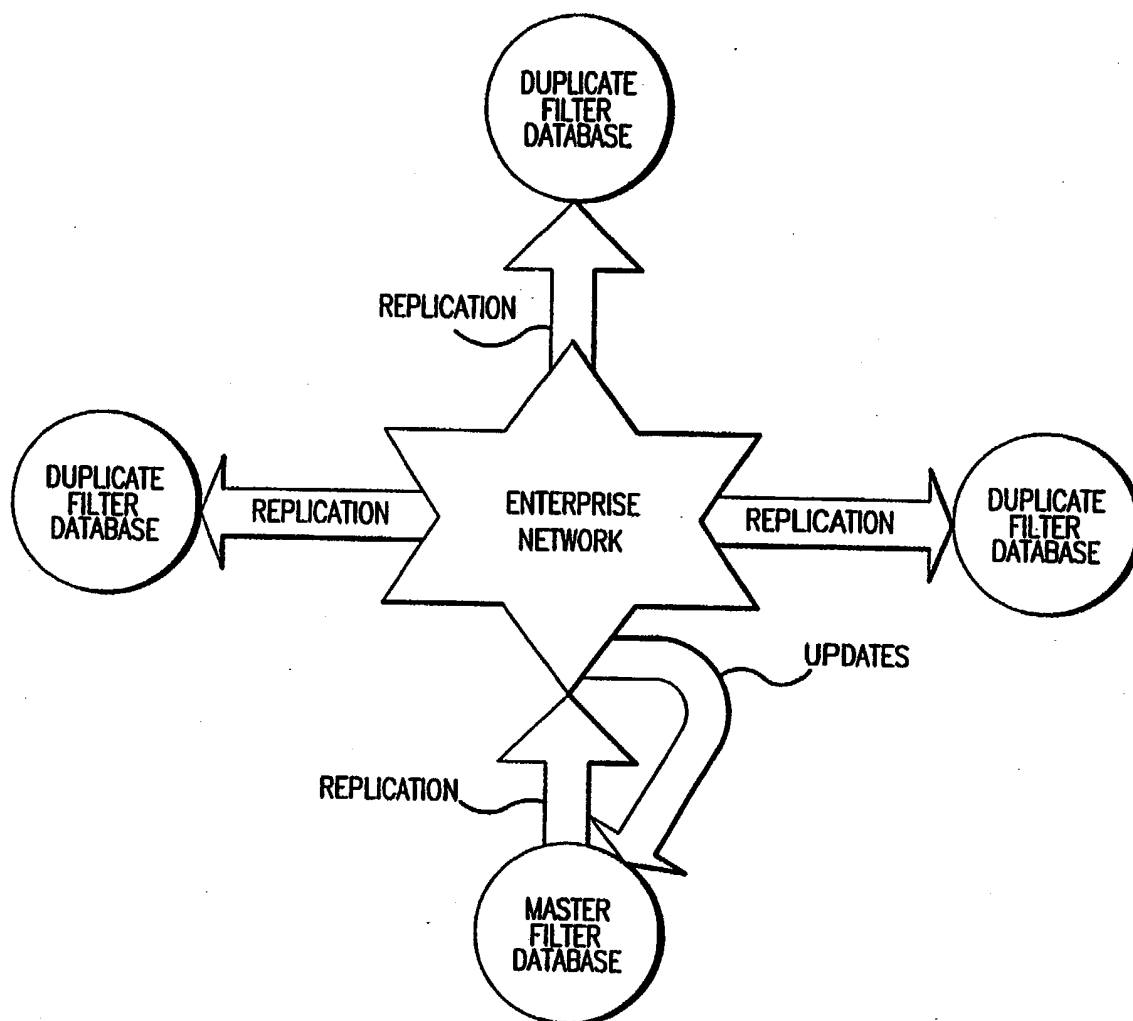 DUPLICATE
FILTER
DATABASE
REPLICATION
DUPLICATE
FILTER
DATABASE
REPLICATION
ENTERPRISE
NETWORK
REPLICATION
DUPLICATE
FILTER
DATABASE
UPDATES
REPLICATION
MASTER
FILTER
DATABASE